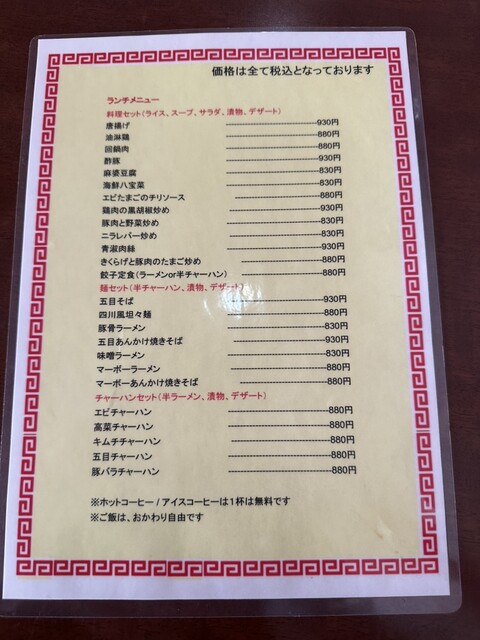 価格は全て税込となっております
ランチメニュー
料理セット(ライス、スープ、サラダ、漬物、デザート)
唐揚げ ----------930円
油淋鶏 ----------880円
回鍋肉 ----------880円
酢豚 ----------930円
麻婆豆腐 ----------830円
海鮮八宝菜 ----------830円
エビたまごのチリソース ----------880円
鶏肉の黒胡椒炒め ----------930円
豚肉と野菜炒め ----------830円
ニラレバー炒め ----------830円
青淑肉絲 ----------930円
きくらげと豚肉のたまご炒め ----------880円
餃子定食(ラーメンor半チャーハン) ----------880円
麺セット(半チャーハン、漬物、デザート)
五目そば ----------930円
四川風坦々麺 ----------880円
豚骨ラーメン ----------830円
五目あんかけ焼きそば ----------930円
味噌ラーメン ----------830円
マーボーラーメン ----------880円
マーボーあんかけ焼きそば ----------880円
チャーハンセット(半ラーメン、漬物、デザート)
エビチャーハン ----------880円
高菜チャーハン ----------880円
キムチチャーハン ----------880円
五目チャーハン ----------880円
豚バラチャーハン ----------880円
※ホットコーヒー / アイスコーヒーは1杯は無料です
※ご飯は、おかわり自由です